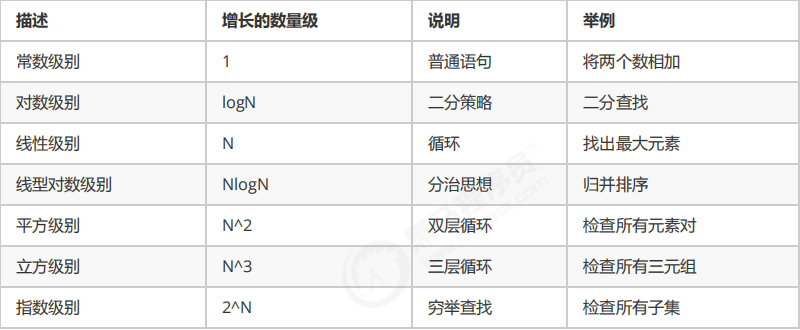 描述 增长的数量级 说明 举例
常数级别 1 普通语句 将两个数相加
对数级别 logN 二分策略 二分查找
线性级别 N 循环 找出最大元素
线型对数级别 NlogN 分治思想 归并排序
平方级别 N^2 双层循环 检查所有元素对
立方级别 N^3 三层循环 检查所有三元组
指数级别 2^N 穷举查找 检查所有子集